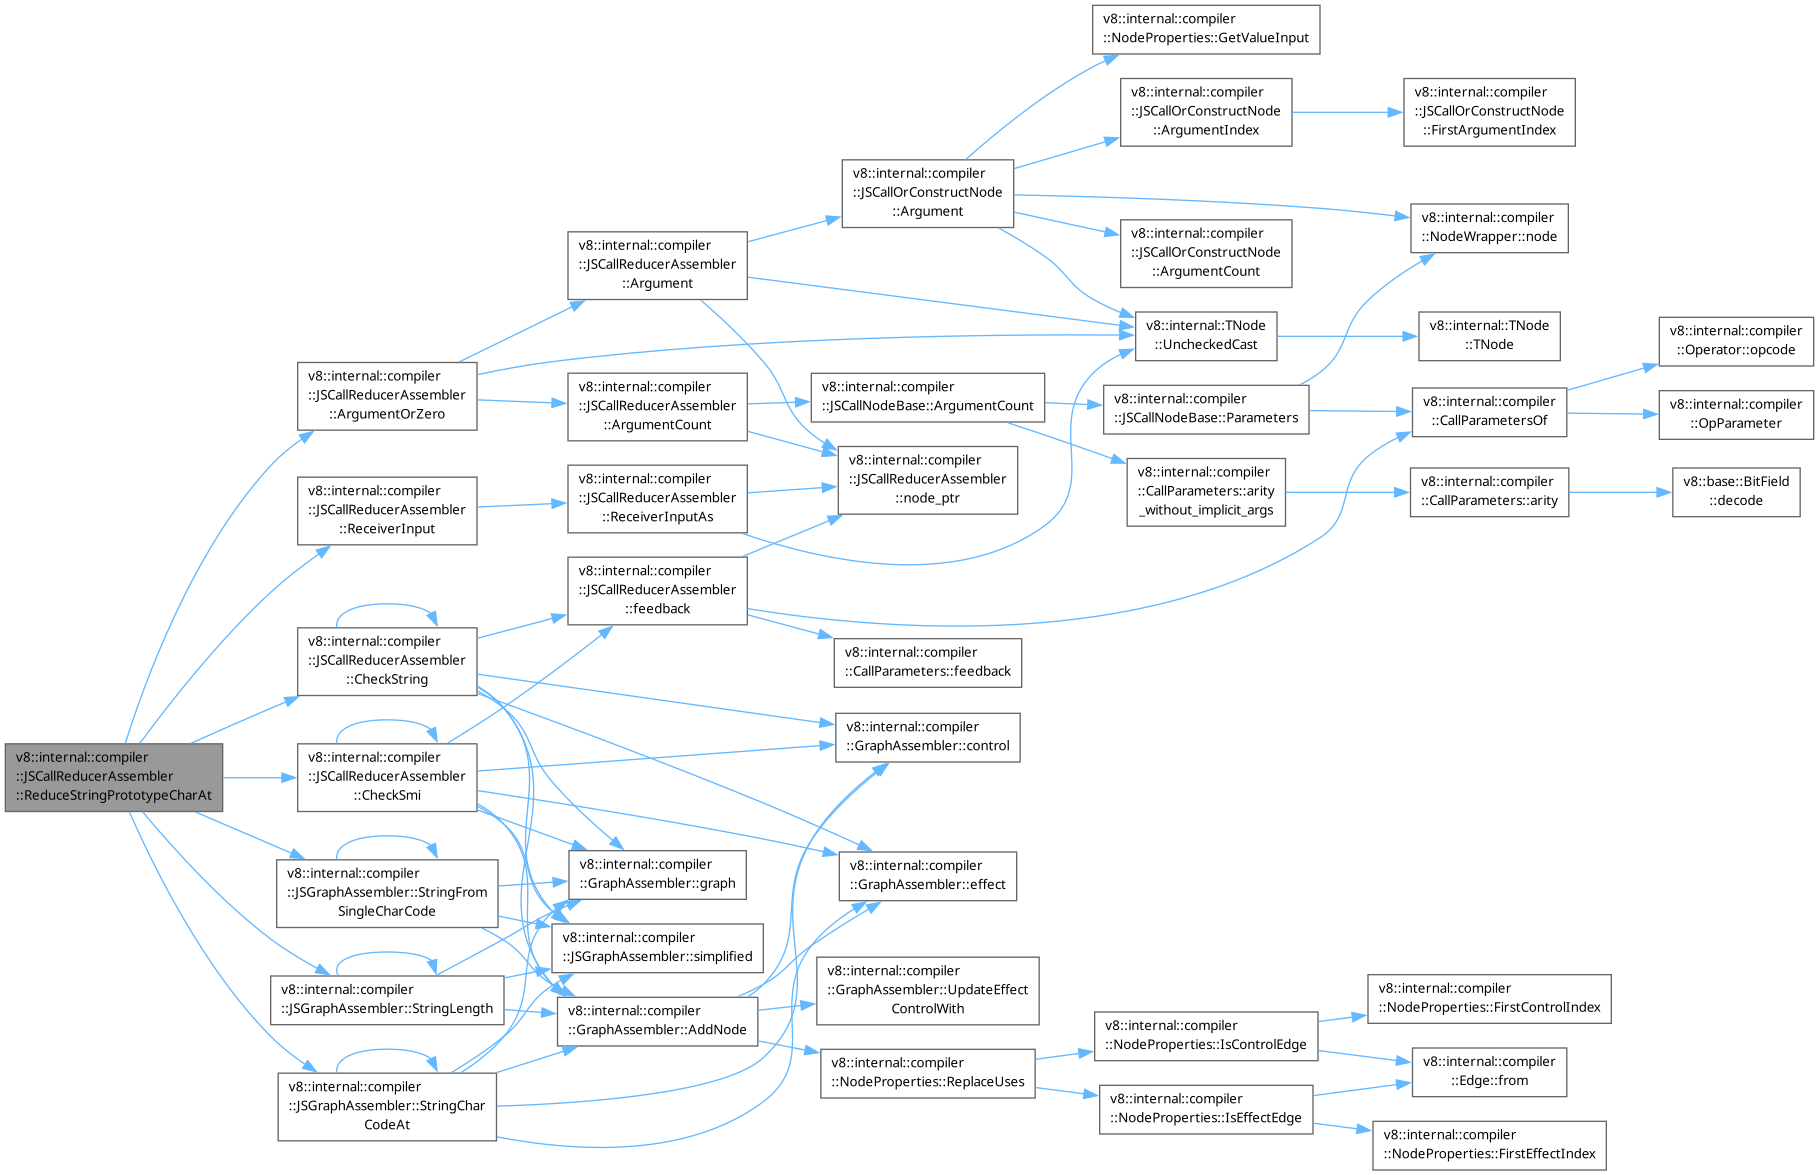 v8::internal::compiler
::JSCallReducerAssembler
::ReduceStringPrototypeCharAt
v8::internal::compiler
::JSCallReducerAssembler
::ArgumentOrZero
v8::internal::compiler
::JSCallReducerAssembler
::ReceiverInput
v8::internal::compiler
::JSCallReducerAssembler
::CheckString
v8::internal::compiler
::JSCallReducerAssembler
::CheckSmi
v8::internal::compiler
::JSGraphAssembler::StringFrom
SingleCharCode
v8::internal::compiler
::JSGraphAssembler::StringLength
v8::internal::compiler
::JSGraphAssembler::StringChar
CodeAt
v8::internal::compiler
::JSCallReducerAssembler
::Argument
v8::internal::compiler
::JSCallReducerAssembler
::ArgumentCount
v8::internal::compiler
::JSCallReducerAssembler
::ReceiverInputAs
v8::internal::compiler
::JSCallReducerAssembler
::feedback
v8::internal::compiler
::GraphAssembler::graph
v8::internal::compiler
::JSGraphAssembler::simplified
v8::internal::compiler
::GraphAssembler::AddNode
v8::internal::compiler
::JSCallOrConstructNode
::Argument
v8::internal::compiler
::JSCallNodeBase::ArgumentCount
v8::internal::compiler
::JSCallReducerAssembler
::node_ptr
v8::internal::compiler
::CallParameters::feedback
v8::internal::compiler
::GraphAssembler::control
v8::internal::compiler
::GraphAssembler::effect
v8::internal::compiler
::GraphAssembler::UpdateEffect
ControlWith
v8::internal::compiler
::NodeProperties::ReplaceUses
v8::internal::compiler
::NodeProperties::GetValueInput
v8::internal::compiler
::JSCallOrConstructNode
::ArgumentIndex
v8::internal::compiler
::JSCallOrConstructNode
::ArgumentCount
v8::internal::TNode
::UncheckedCast
v8::internal::compiler
::JSCallNodeBase::Parameters
v8::internal::compiler
::CallParameters::arity
_without_implicit_args
v8::internal::compiler
::NodeProperties::IsControlEdge
v8::internal::compiler
::NodeProperties::IsEffectEdge
v8::internal::compiler
::JSCallOrConstructNode
::FirstArgumentIndex
v8::internal::compiler
::NodeWrapper::node
v8::internal::TNode
::TNode
v8::internal::compiler
::CallParametersOf
v8::internal::compiler
::CallParameters::arity
v8::internal::compiler
::NodeProperties::FirstControlIndex
v8::internal::compiler
::Edge::from
v8::internal::compiler
::NodeProperties::FirstEffectIndex
v8::internal::compiler
::Operator::opcode
v8::internal::compiler
::OpParameter
v8::base::BitField
::decode